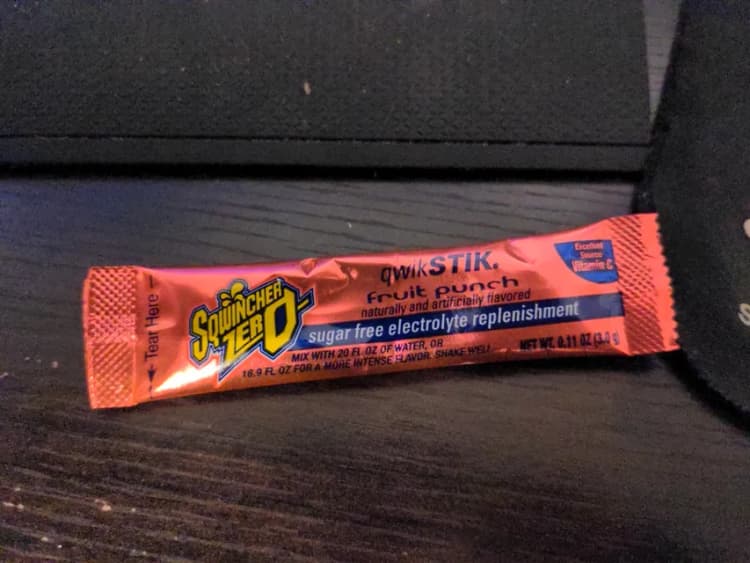 Tear Here
SQWINCHER
ZERO
qwikSTIK®
fruit punch
naturally and artificially flavored
sugar free electrolyte replenishment
MIX WITH 20 FL OZ OF WATER, OR
16.9 FL OZ FOR A MORE INTENSE FLAVOR. SHAKE WELL
NET WT. 0.11 OZ
Excellent
Source
Vitamin C